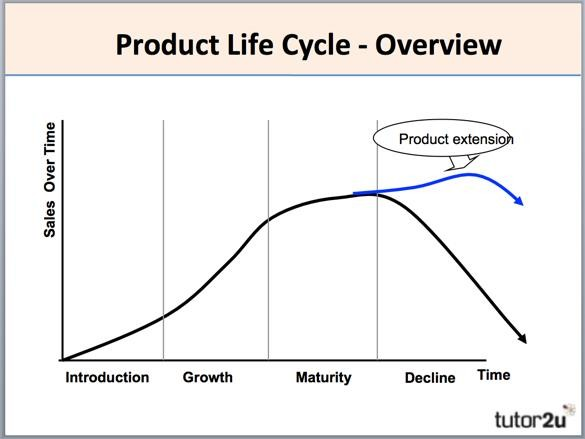 Product Life Cycle - Overview
Product extension
Sales Over Time
Introduction Growth Maturity Decline Time
tutor2u